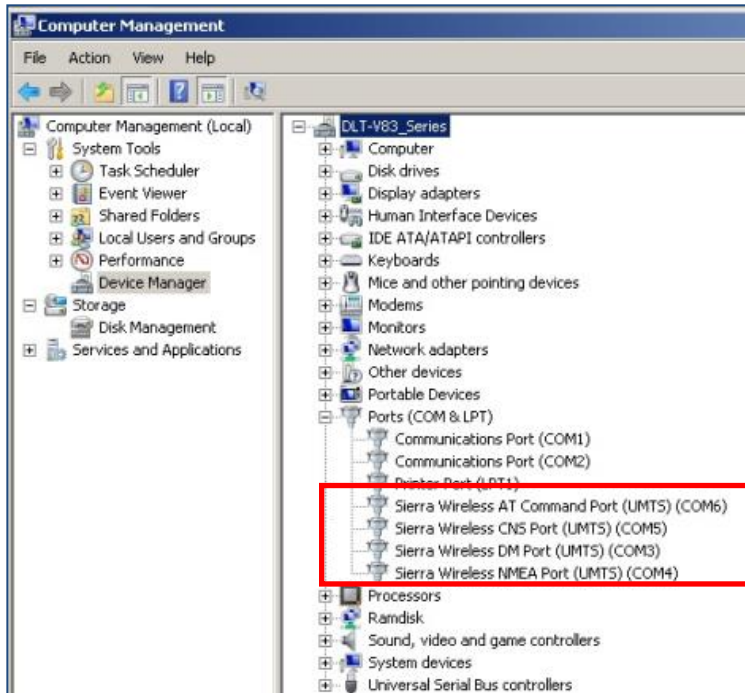 Computer Management
File Action View Help
Computer Management (Local)
System Tools
Task Scheduler
Event Viewer
Shared Folders
Local Users and Groups
Performance
Device Manager
Storage
Disk Management
Services and Applications
DLT-V83_Series
Computer
Disk drives
Display adapters
Human Interface Devices
IDE ATA/ATAPI controllers
Keyboards
Mice and other pointing devices
Modems
Monitors
Network adapters
Other devices
Portable Devices
Ports (COM & LPT)
Communications Port (COM1)
Communications Port (COM2)
Printer Port (LPT1)
Sierra Wireless AT Command Port (UMTS) (COM6)
Sierra Wireless CNS Port (UMTS) (COM5)
Sierra Wireless DM Port (UMTS) (COM3)
Sierra Wireless NMEA Port (UMTS) (COM4)
Processors
Ramdisk
Sound, video and game controllers
System devices
Universal Serial Bus controllers